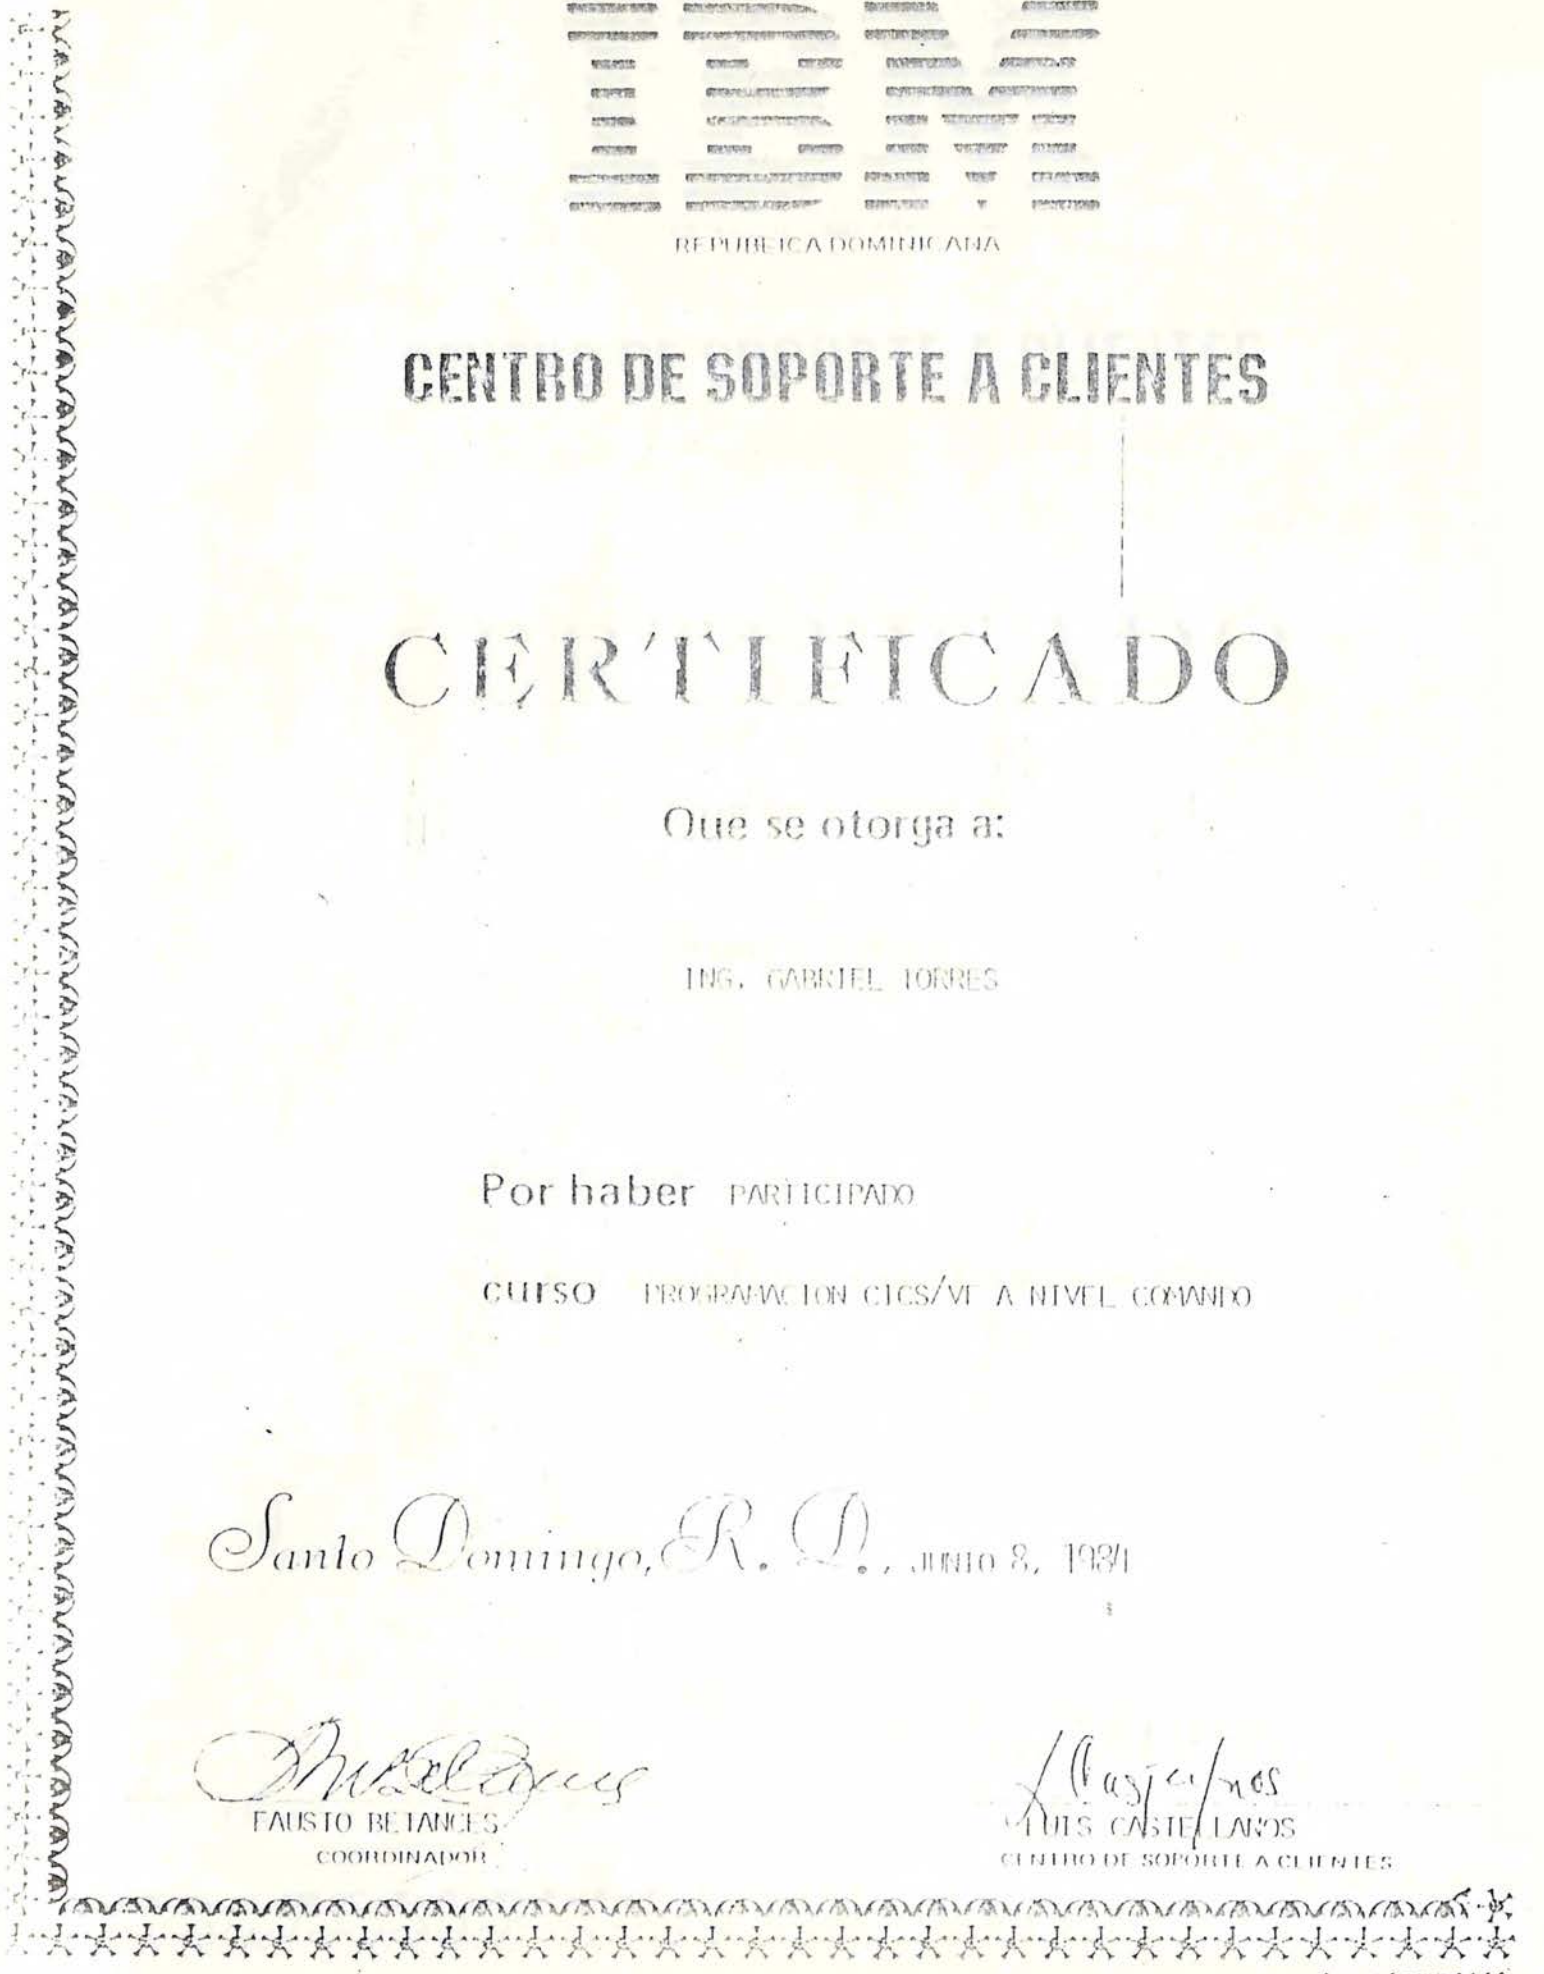 IBM
REPUBLICA DOMINICANA
CENTRO DE SOPORTE A CLIENTES
CERTIFICADO
Que se otorga a:
ING. GABRIEL TORRES
Por haber PARTICIPADO
curso PROGRAMACION CICS/VF A NIVEL COMANDO
Santo Domingo, R. D., JUNIO 8, 1984
FAUSTO BETANCES
COORDINADOR
LUIS CASTELLANOS
CENTRO DE SOPORTE A CLIENTES